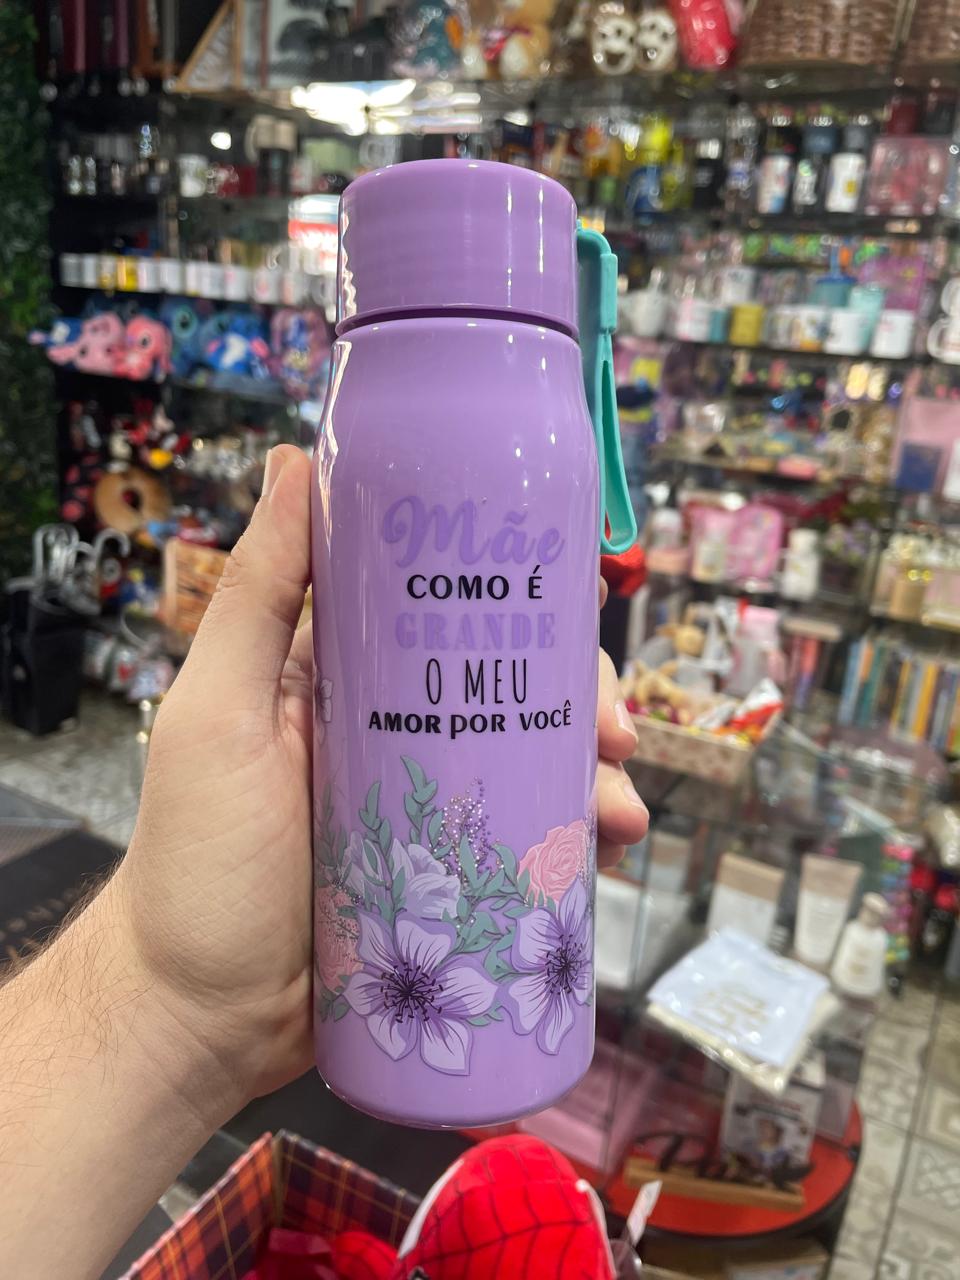 Mãe
COMO É
GRANDE
O MEU
AMOR POR VOCÊ